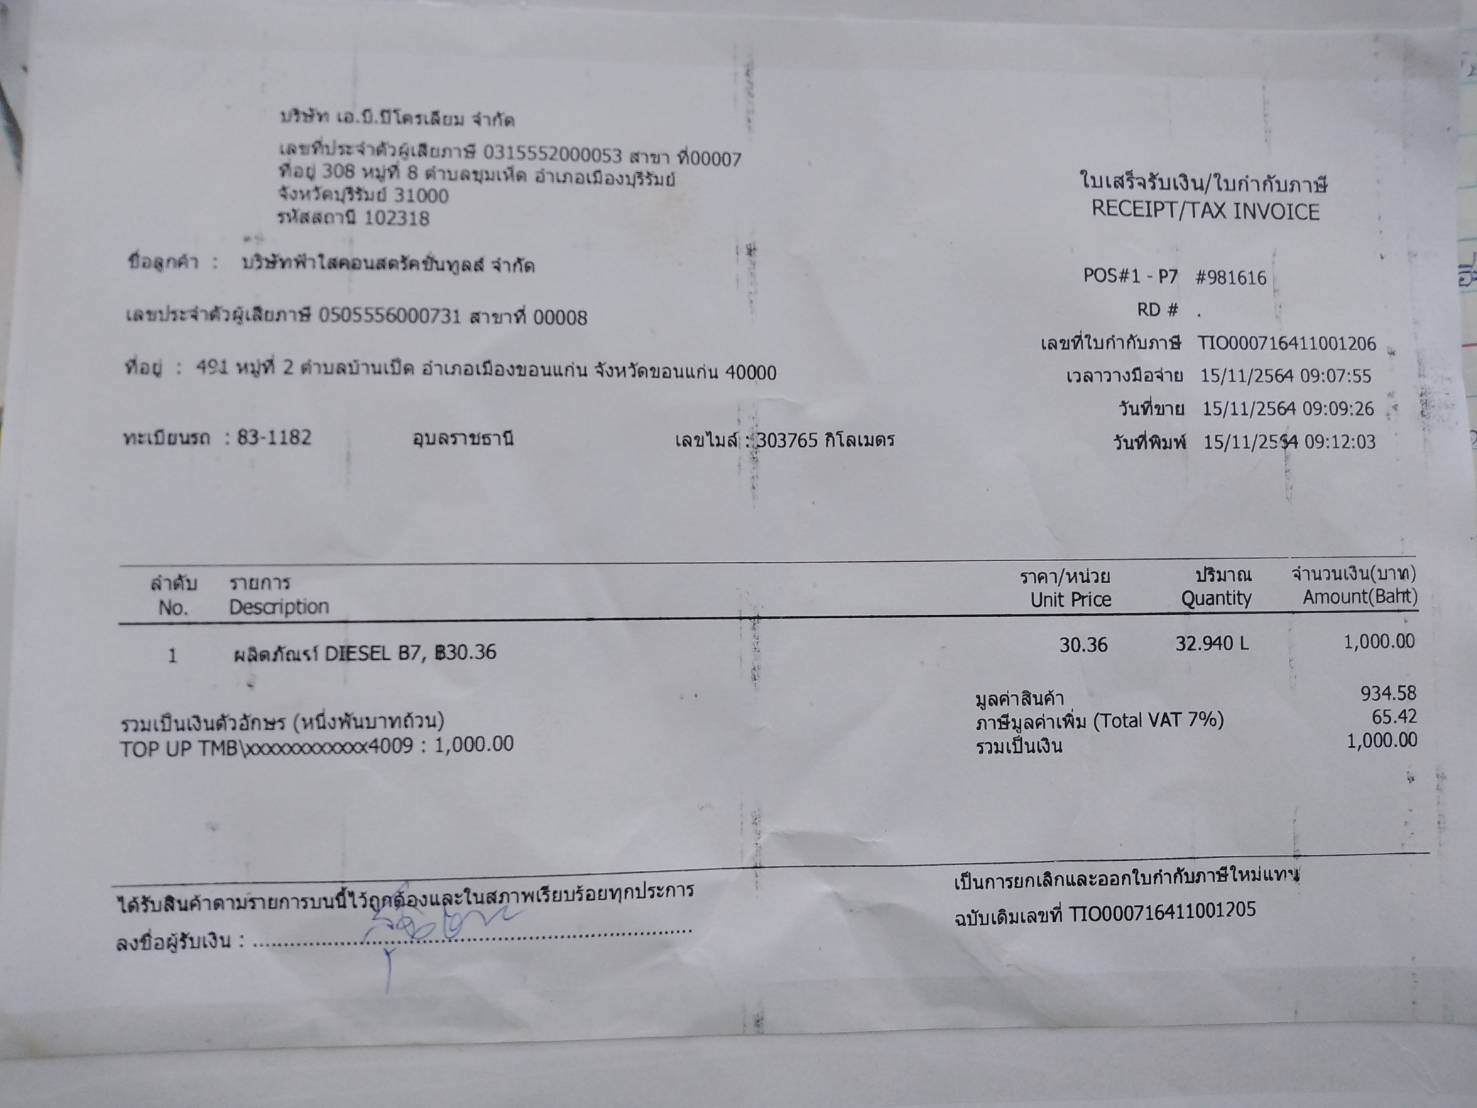 บริษัท เอ.บี.ปิโตรเลียม จำกัด
เลขที่ประจำตัวผู้เสียภาษี 0315552000053 สาขา ที่00007
ที่อยู่ 308 หมู่ที่ 8 ตำบลชุมเห็ด อำเภอเมืองบุรีรัมย์
จังหวัดบุรีรัมย์ 31000
รหัสสถานี 102318
ใบเสร็จรับเงิน/ใบกำกับภาษี
RECEIPT/TAX INVOICE
ชื่อลูกค้า : บริษัทฟ้าใสคอนสตรัคชั่นทูลส์ จำกัด
เลขประจำตัวผู้เสียภาษี 0505556000731 สาขาที่ 00008
ที่อยู่ : 491 หมู่ที่ 2 ตำบลบ้านเป็ด อำเภอเมืองขอนแก่น จังหวัดขอนแก่น 40000
ทะเบียนรถ : 83-1182 อุบลราชธานี เลขไมล์ : 303765 กิโลเมตร
POS#1 - P7 #981616
RD # .
เลขที่ใบกำกับภาษี TIO000716411001206
เวลาวางมือจ่าย 15/11/2564 09:07:55
วันที่ขาย 15/11/2564 09:09:26
วันที่พิมพ์ 15/11/2564 09:12:03
ลำดับ รายการ ราคา/หน่วย ปริมาณ จำนวนเงิน(บาท)
No. Description Unit Price Quantity Amount(Baht)
1 ผลิตภัณฑ์ DIESEL B7, ฿30.36 30.36 32.940 L 1,000.00
มูลค่าสินค้า 934.58
ภาษีมูลค่าเพิ่ม (Total VAT 7%) 65.42
รวมเป็นเงิน 1,000.00
รวมเป็นเงินตัวอักษร (หนึ่งพันบาทถ้วน)
TOP UP TMB\xxxxxxxxxxxx4009 : 1,000.00
ได้รับสินค้าตามรายการบนนี้ไว้ถูกต้องและในสภาพเรียบร้อยทุกประการ
ลงชื่อผู้รับเงิน : ........................................................................
เป็นการยกเลิกและออกใบกำกับภาษีใหม่แทน
ฉบับเดิมเลขที่ TIO000716411001205